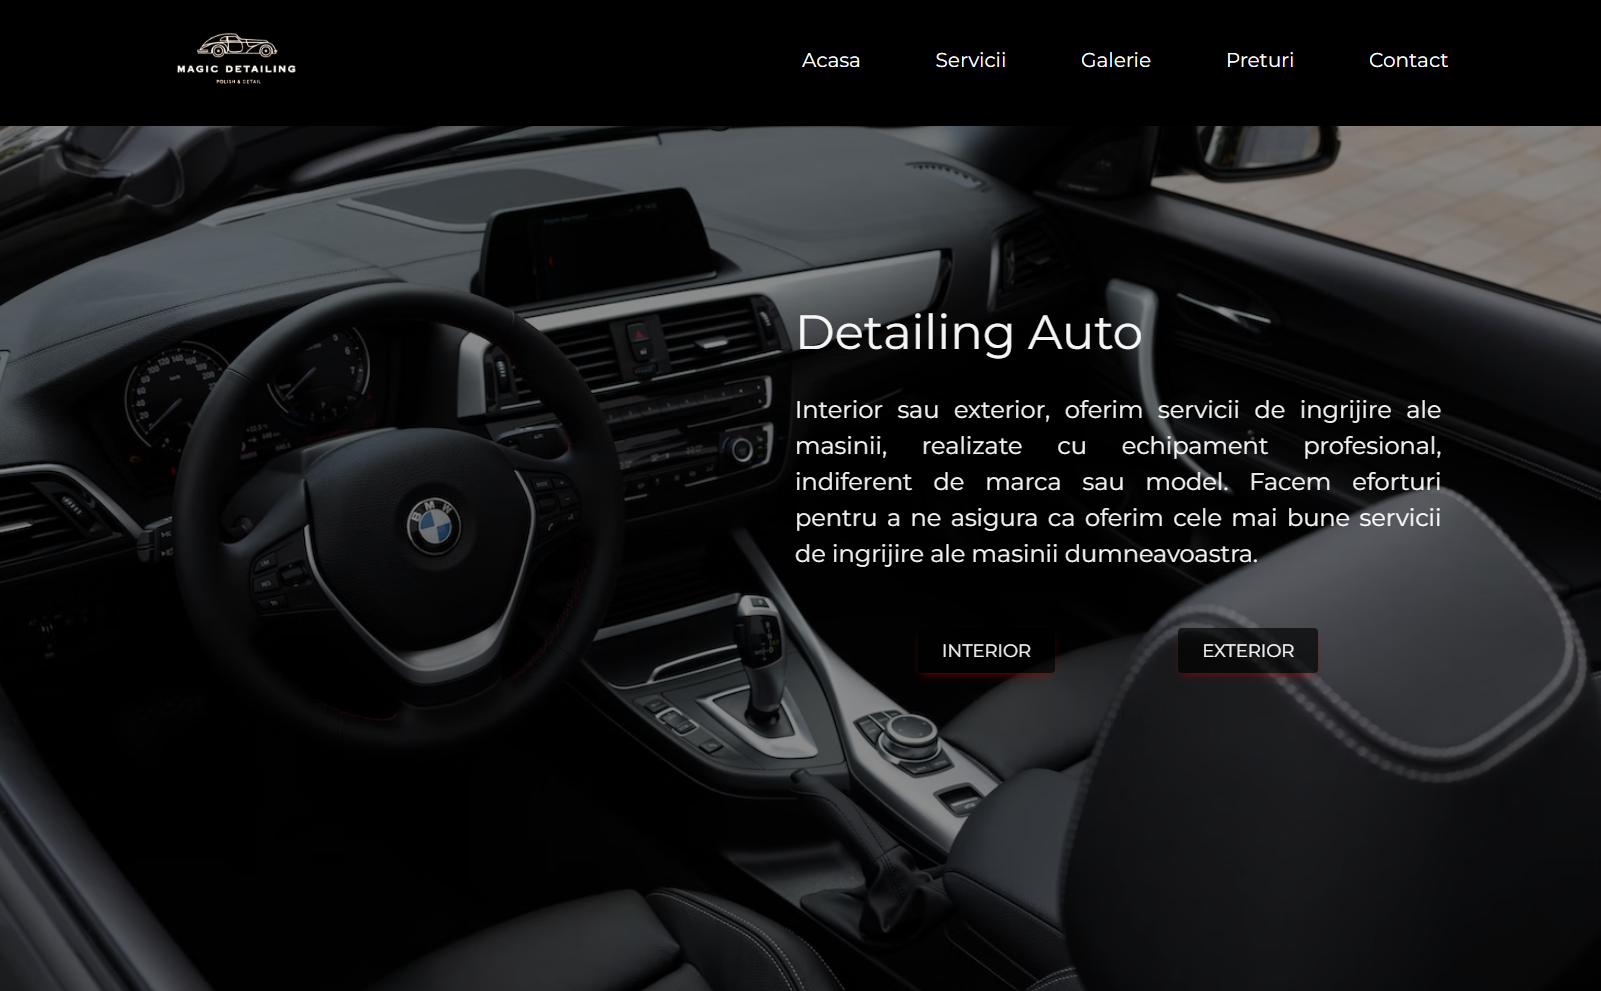 MAGIC DETAILING
POLISH & DETAIL
Acasa
Servicii
Galerie
Preturi
Contact
Detailing Auto
Interior sau exterior, oferim servicii de ingrijire ale
masinii, realizate cu echipament profesional,
indiferent de marca sau model. Facem eforturi
pentru a ne asigura ca oferim cele mai bune servicii
de ingrijire ale masinii dumneavoastra.
INTERIOR
EXTERIOR
BMW